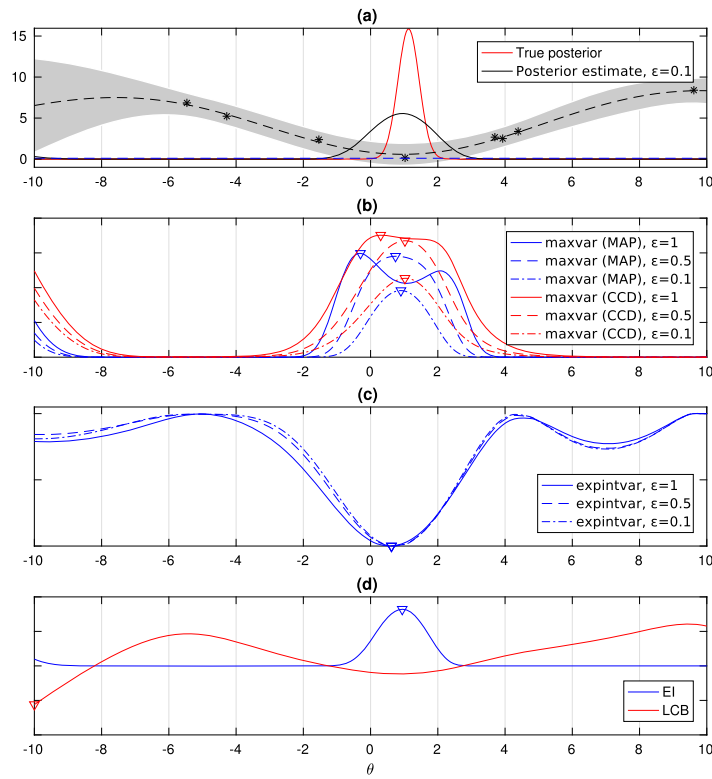 (a)
15
10
5
0
True posterior
Posterior estimate, ε=0.1
-10 -8 -6 -4 -2 0 2 4 6 8 10
(b)
maxvar (MAP), ε=1
maxvar (MAP), ε=0.5
maxvar (MAP), ε=0.1
maxvar (CCD), ε=1
maxvar (CCD), ε=0.5
maxvar (CCD), ε=0.1
-10 -8 -6 -4 -2 0 2 4 6 8 10
(c)
expintvar, ε=1
expintvar, ε=0.5
expintvar, ε=0.1
-10 -8 -6 -4 -2 0 2 4 6 8 10
(d)
EI
LCB
-10 -8 -6 -4 -2 0 2 4 6 8 10
θ